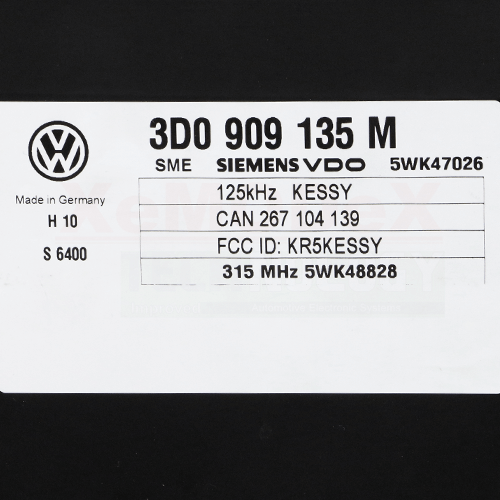 3D0 909 135 M
SME SIEMENS VDO 5WK47026
Made in Germany
H 10
S 6400
125kHz KESSY
CAN 267 104 139
FCC ID: KR5KESSY
315 MHz 5WK48828